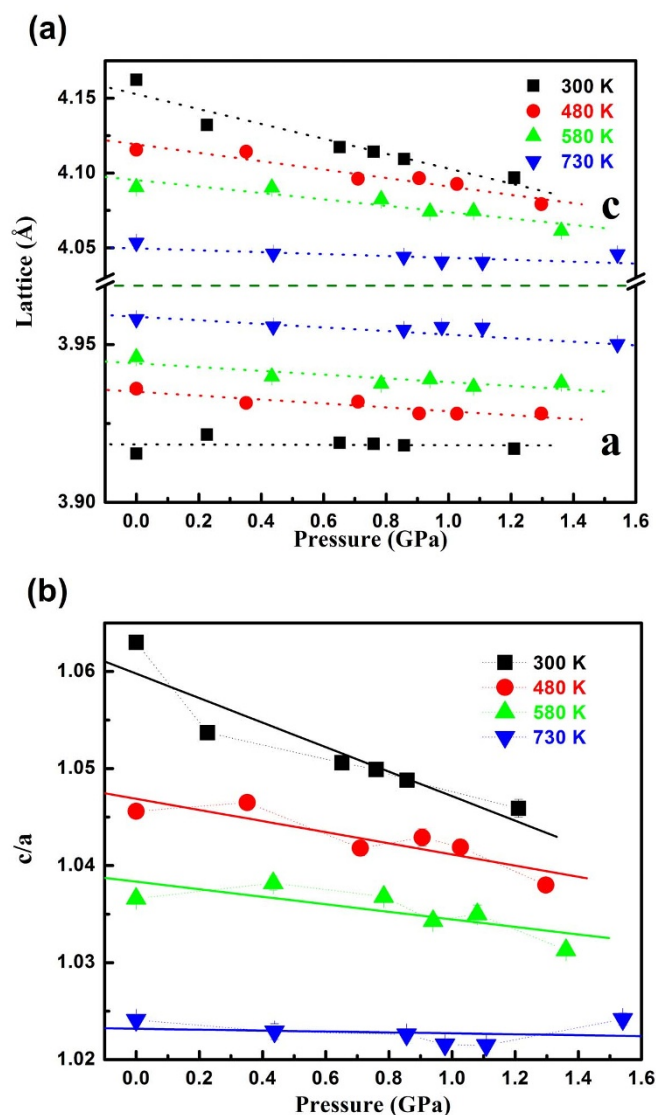 (a)
4.15
4.10
4.05
3.95
3.90
Lattice (Å)
300 K
480 K
580 K
730 K
c
a
0.0 0.2 0.4 0.6 0.8 1.0 1.2 1.4 1.6
Pressure (GPa)
(b)
1.06
1.05
1.04
1.03
1.02
c/a
300 K
480 K
580 K
730 K
0.0 0.2 0.4 0.6 0.8 1.0 1.2 1.4 1.6
Pressure (GPa)